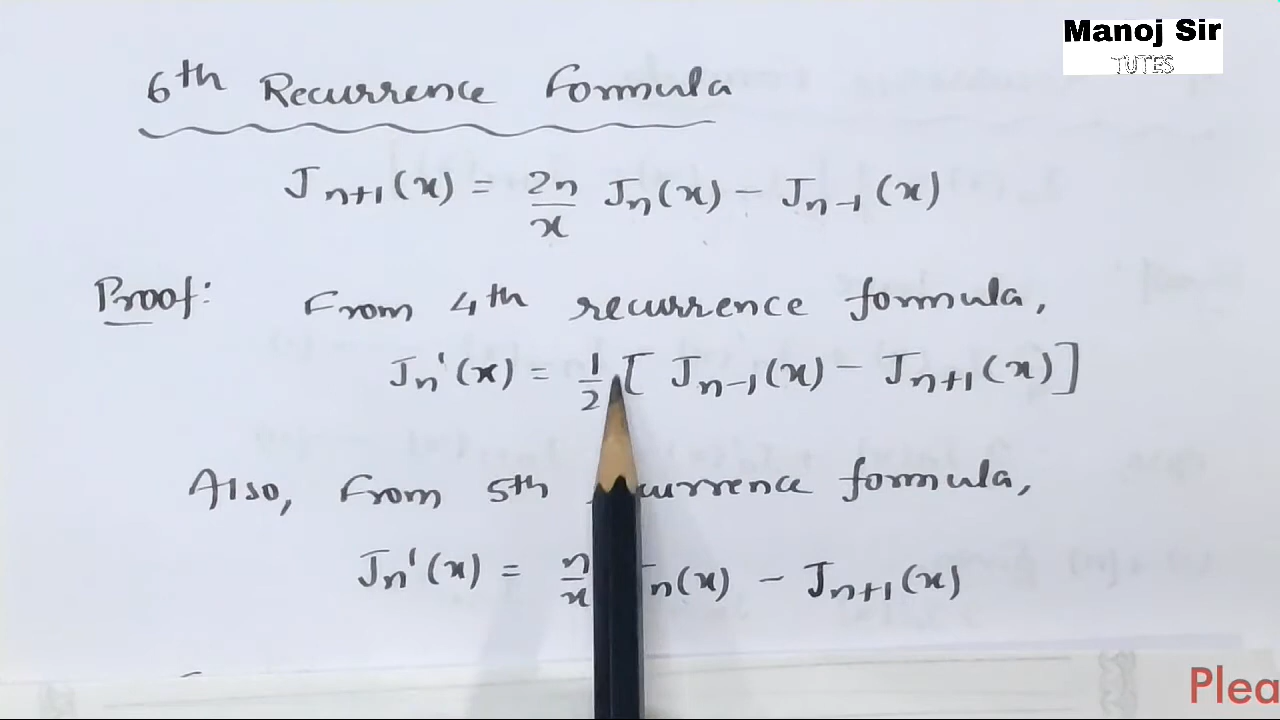 Manoj Sir
TUTES
6th Recurrence Formula
Jn+1(x) = 2n/x Jn(x) - Jn-1(x)
Proof: From 4th recurrence formula,
Jn'(x) = 1/2 [Jn-1(x) - Jn+1(x)]
Also, From 5th formula,
Jn'(x) = n/x Jn(x) - Jn+1(x)